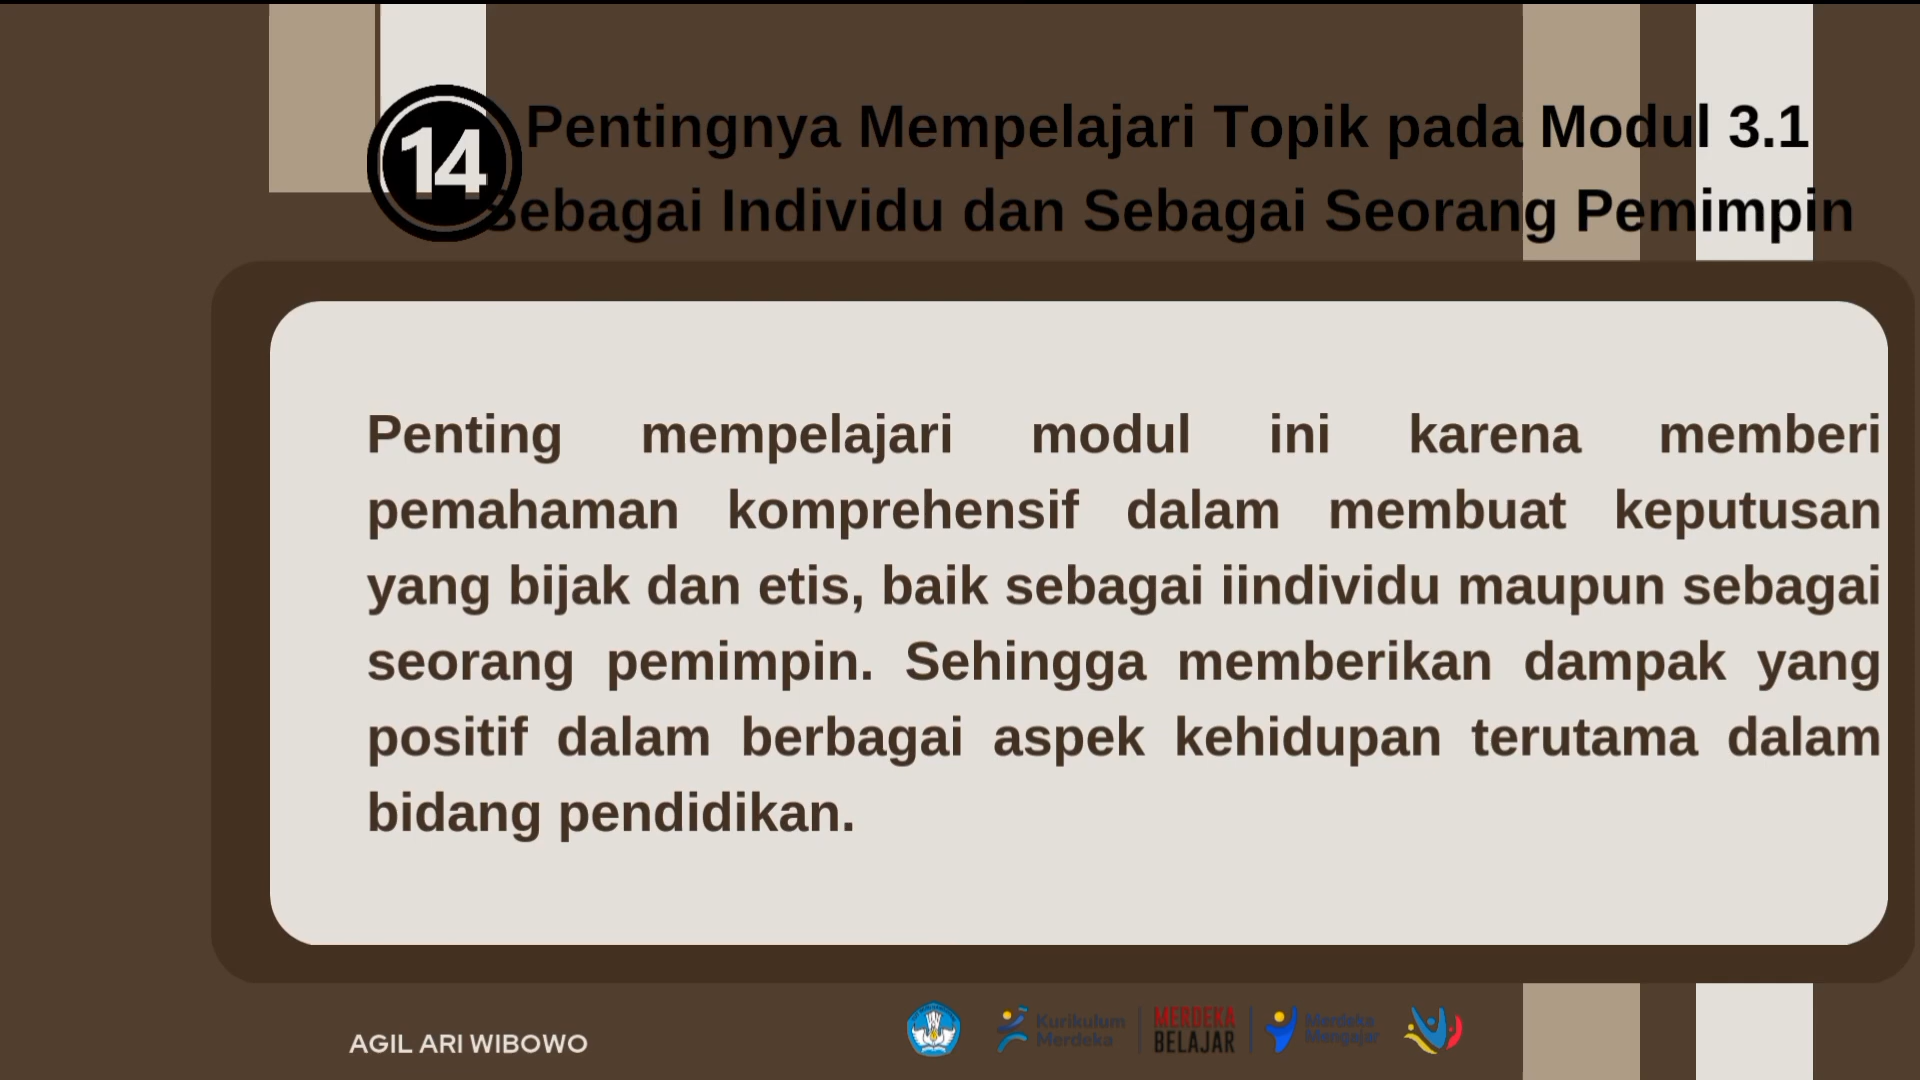 14
Pentingnya Mempelajari Topik pada Modul 3.1
Sebagai Individu dan Sebagai Seorang Pemimpin
Penting mempelajari modul ini karena memberi
pemahaman komprehensif dalam membuat keputusan
yang bijak dan etis, baik sebagai iindividu maupun sebagai
seorang pemimpin. Sehingga memberikan dampak yang
positif dalam berbagai aspek kehidupan terutama dalam
bidang pendidikan.
AGIL ARI WIBOWO
Kurikulum
Merdeka
MERDEKA
BELAJAR
Merdeka
Mengajar